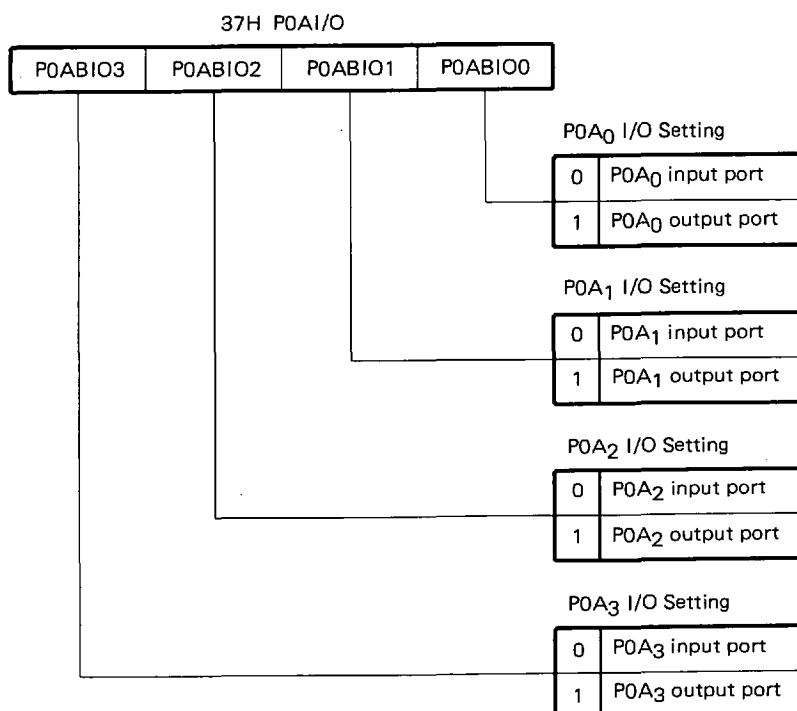 37H P0AI/O
P0ABIO3 P0ABIO2 P0ABIO1 P0ABIO0
P0A0 I/O Setting
0 P0A0 input port
1 P0A0 output port
P0A1 I/O Setting
0 P0A1 input port
1 P0A1 output port
P0A2 I/O Setting
0 P0A2 input port
1 P0A2 output port
P0A3 I/O Setting
0 P0A3 input port
1 P0A3 output port